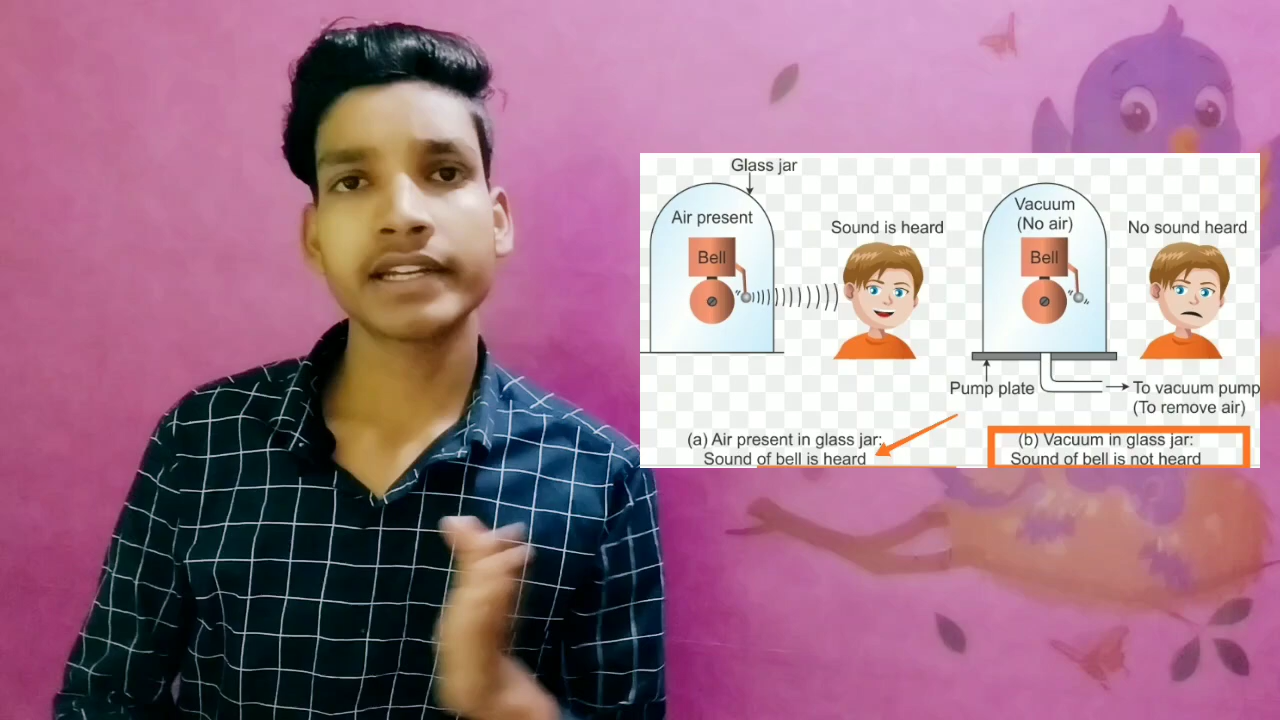 Glass jar
Air present
Bell
Sound is heard
Vacuum
(No air)
Bell
No sound heard
Pump plate
To vacuum pump
(To remove air)
(a) Air present in glass jar:
Sound of bell is heard
(b) Vacuum in glass jar:
Sound of bell is not heard